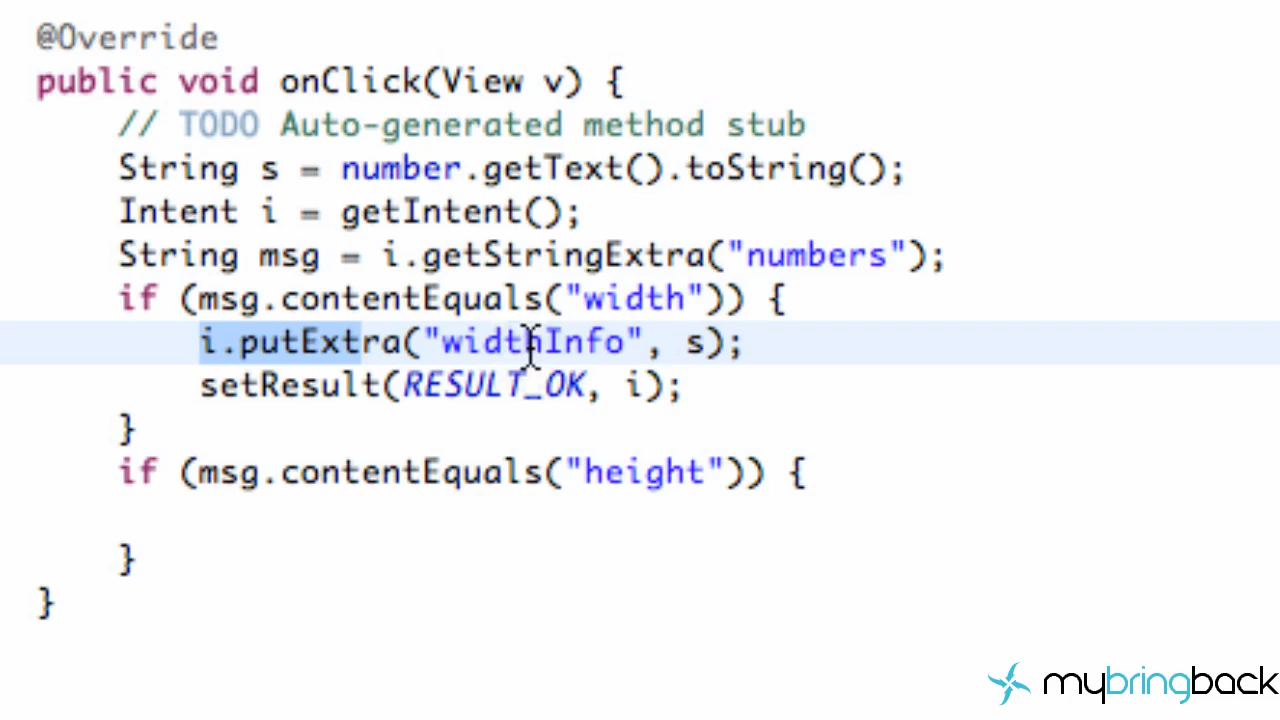 @Override
public void onClick(View v) {
// TODO Auto-generated method stub
String s = number.getText().toString();
Intent i = getIntent();
String msg = i.getStringExtra("numbers");
if (msg.contentEquals("width")) {
i.putExtra("widthInfo", s);
setResult(RESULT_OK, i);
}
if (msg.contentEquals("height")) {
}
}
mybringback